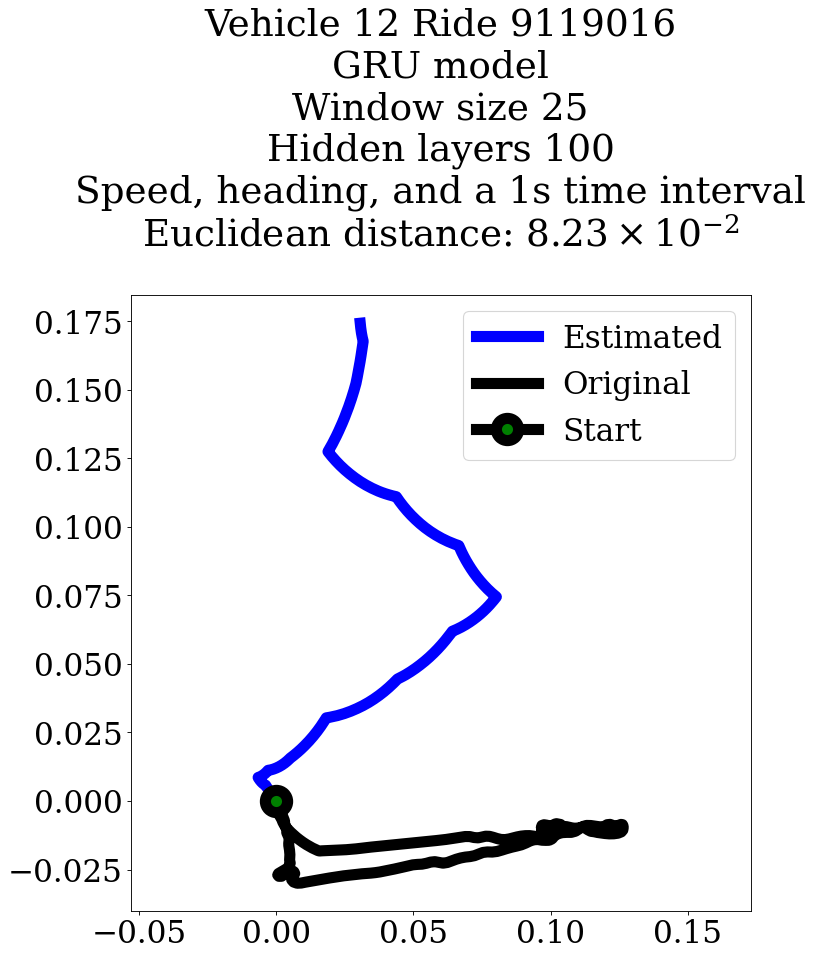 Vehicle 12 Ride 9119016
GRU model
Window size 25
Hidden layers 100
Speed, heading, and a 1s time interval
Euclidean distance: 8.23 × 10⁻²
Estimated
Original
Start
0.175
0.150
0.125
0.100
0.075
0.050
0.025
0.000
−0.025
−0.05 0.00 0.05 0.10 0.15